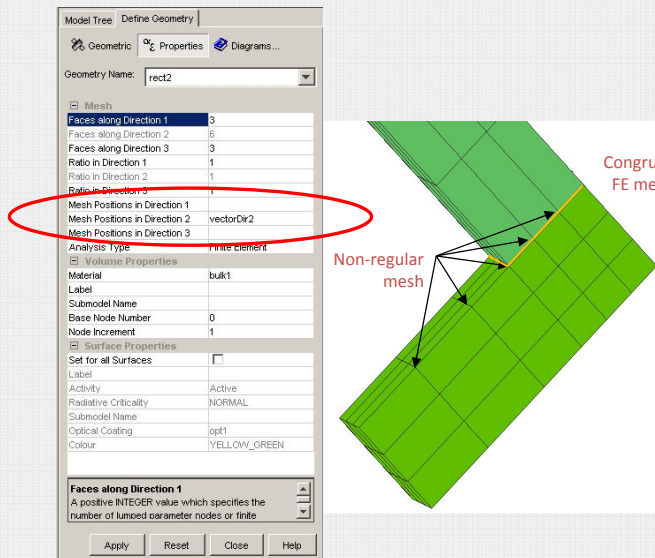 Model Tree Define Geometry
Geometric αε Properties Diagrams...
Geometry Name: rect2
Mesh
Faces along Direction 1 3
Faces along Direction 2 6
Faces along Direction 3 3
Ratio in Direction 1 1
Ratio in Direction 2 1
Ratio in Direction 3 1
Mesh Positions in Direction 1
Mesh Positions in Direction 2 vectorDir2
Mesh Positions in Direction 3
Analysis Type Finite Element
Volume Properties
Material bulk1
Label
Submodel Name
Base Node Number 0
Node Increment 1
Surface Properties
Set for all Surfaces
Label
Activity Active
Radiative Criticality NORMAL
Submodel Name
Optical Coating opt1
Colour YELLOW_GREEN
Faces along Direction 1
A positive INTEGER value which specifies the
number of lumped parameter nodes or finite
Apply Reset Close Help
Non-regular
mesh
Congru
FE me